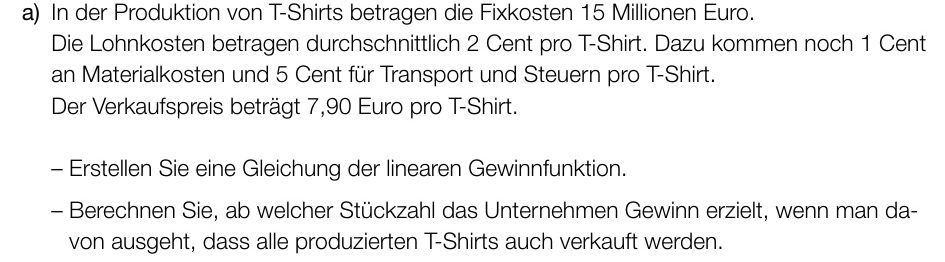 a) In der Produktion von T-Shirts betragen die Fixkosten 15 Millionen Euro.
Die Lohnkosten betragen durchschnittlich 2 Cent pro T-Shirt. Dazu kommen noch 1 Cent
an Materialkosten und 5 Cent für Transport und Steuern pro T-Shirt.
Der Verkaufspreis beträgt 7,90 Euro pro T-Shirt.
– Erstellen Sie eine Gleichung der linearen Gewinnfunktion.
– Berechnen Sie, ab welcher Stückzahl das Unternehmen Gewinn erzielt, wenn man da-
von ausgeht, dass alle produzierten T-Shirts auch verkauft werden.